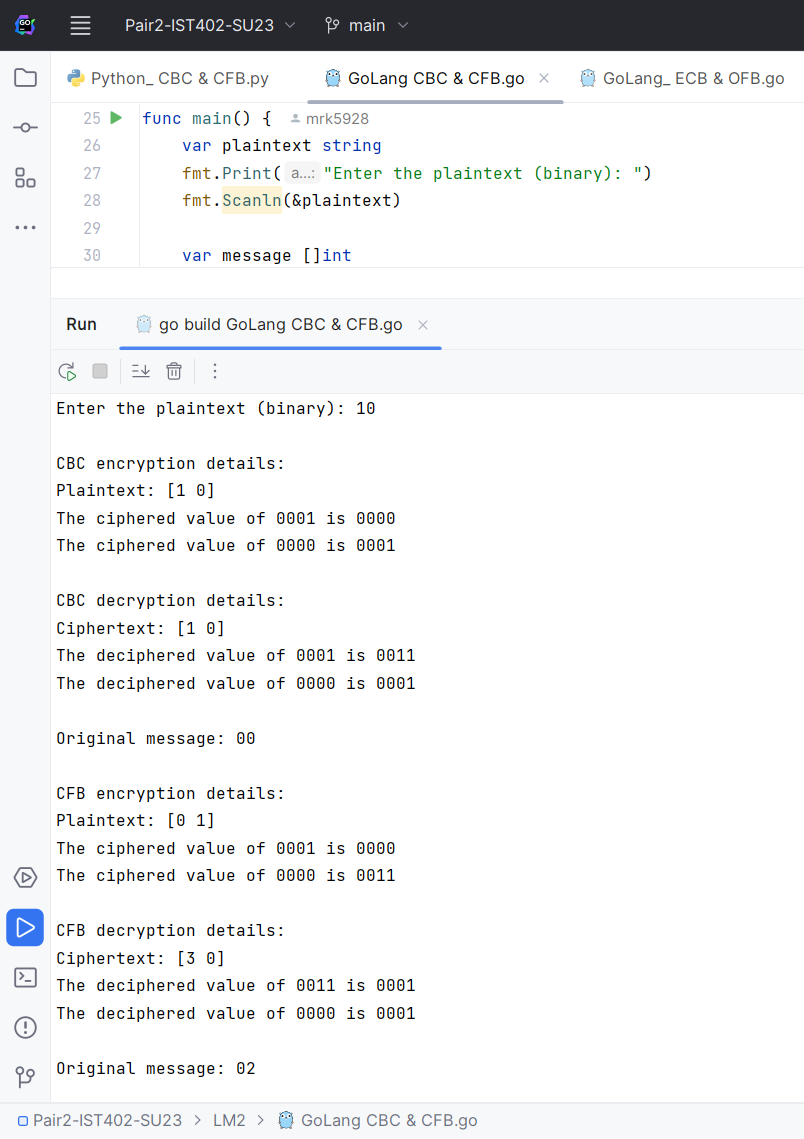 GO
Pair2-IST402-SU23 main
Python_ CBC & CFB.py GoLang CBC & CFB.go GoLang_ ECB & OFB.go
25 func main() { mrk5928
26 var plaintext string
27 fmt.Print( a...: "Enter the plaintext (binary): ")
28 fmt.Scanln(&plaintext)
29
30 var message []int
Run go build GoLang CBC & CFB.go
Enter the plaintext (binary): 10
CBC encryption details:
Plaintext: [1 0]
The ciphered value of 0001 is 0000
The ciphered value of 0000 is 0001
CBC decryption details:
Ciphertext: [1 0]
The deciphered value of 0001 is 0011
The deciphered value of 0000 is 0001
Original message: 00
CFB encryption details:
Plaintext: [0 1]
The ciphered value of 0001 is 0000
The ciphered value of 0000 is 0011
CFB decryption details:
Ciphertext: [3 0]
The deciphered value of 0011 is 0001
The deciphered value of 0000 is 0001
Original message: 02
Pair2-IST402-SU23 > LM2 > GoLang CBC & CFB.go